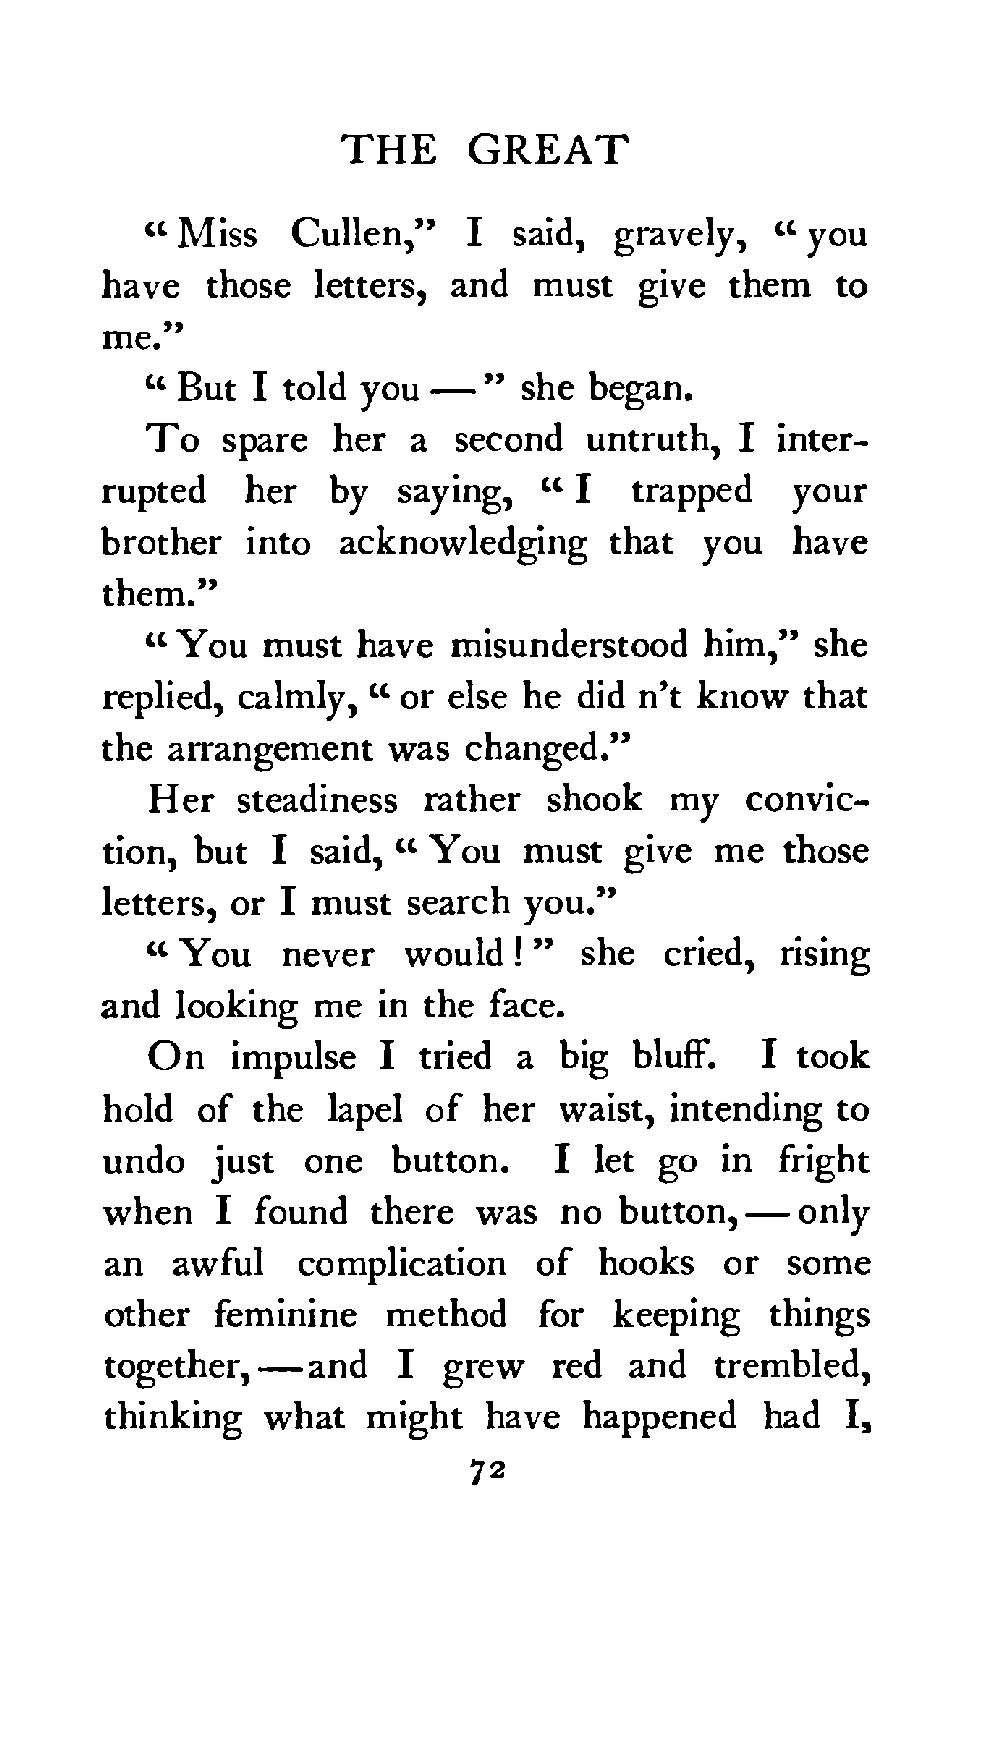 THE GREAT
“ Miss Cullen,” I said, gravely, “ you
have those letters, and must give them to
me.”
“ But I told you — ” she began.
To spare her a second untruth, I inter-
rupted her by saying, “ I trapped your
brother into acknowledging that you have
them.”
“ You must have misunderstood him,” she
replied, calmly, “ or else he did n’t know that
the arrangement was changed.”
Her steadiness rather shook my convic-
tion, but I said, “ You must give me those
letters, or I must search you.”
“ You never would ! ” she cried, rising
and looking me in the face.
On impulse I tried a big bluff. I took
hold of the lapel of her waist, intending to
undo just one button. I let go in fright
when I found there was no button, — only
an awful complication of hooks or some
other feminine method for keeping things
together, — and I grew red and trembled,
thinking what might have happened had I,
72